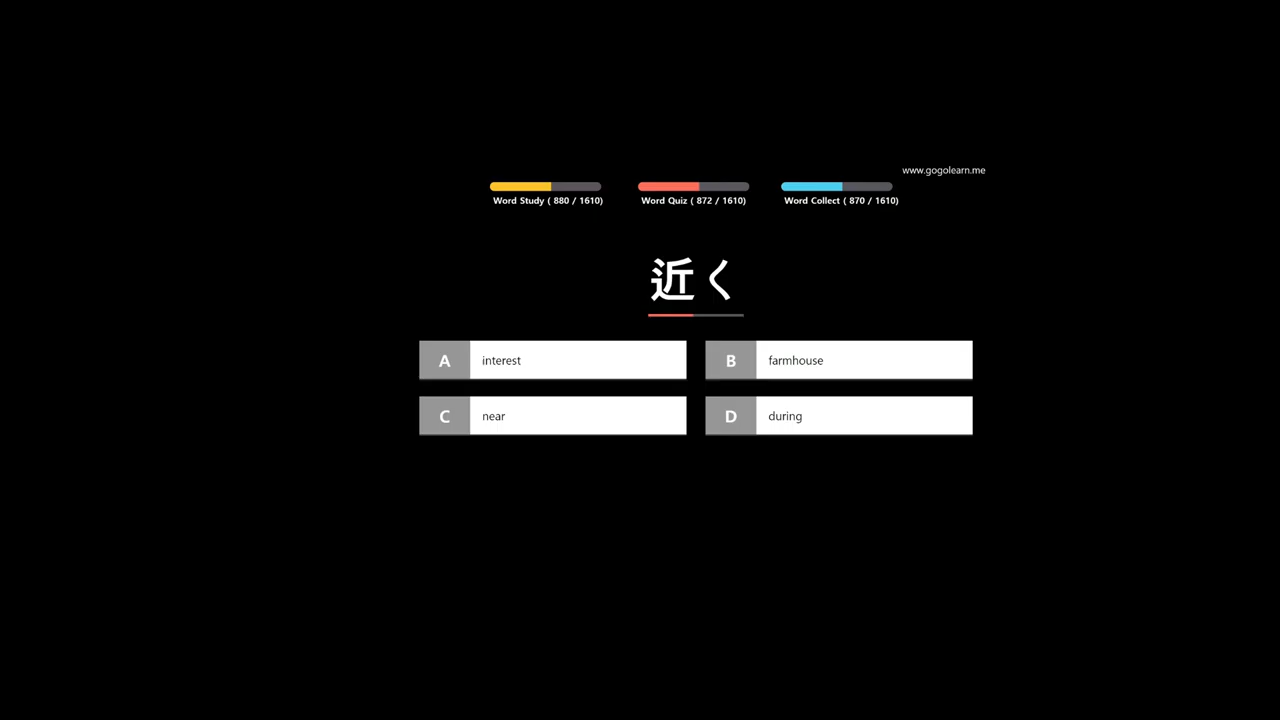 www.gogolearn.me
Word Study ( 880 / 1610)
Word Quiz ( 872 / 1610)
Word Collect ( 870 / 1610)
近く
A interest
B farmhouse
C near
D during